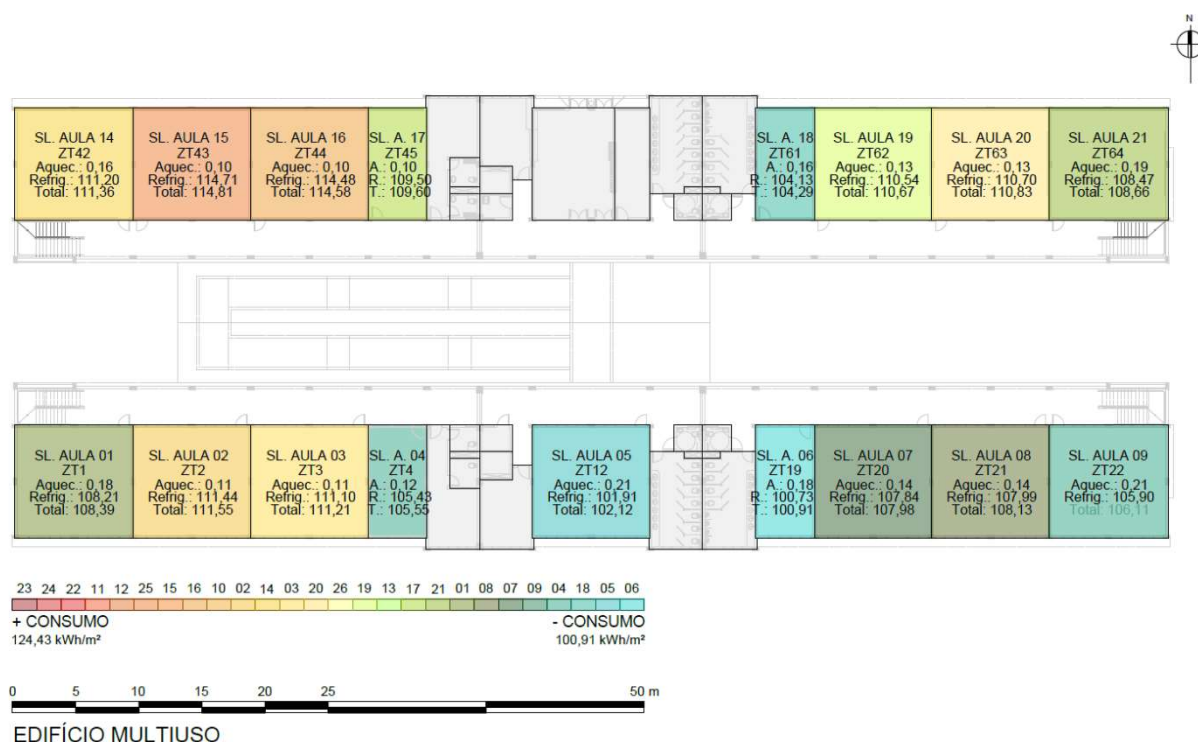 N
SL. AULA 14
ZT42
Aquec.: 0,16
Refrig.: 111,20
Total: 111,36
SL. AULA 15
ZT43
Aquec.: 0,10
Refrig.: 114,71
Total: 114,81
SL. AULA 16
ZT44
Aquec.: 0,10
Refrig.: 114,48
Total: 114,58
SL. A. 17
ZT45
A.: 0,10
R.: 109,50
T.: 109,60
SL. A. 18
ZT61
A.: 0,16
R.: 104,13
T.: 104,29
SL. AULA 19
ZT62
Aquec.: 0,13
Refrig.: 110,54
Total: 110,67
SL. AULA 20
ZT63
Aquec.: 0,13
Refrig.: 110,70
Total: 110,83
SL. AULA 21
ZT64
Aquec.: 0,19
Refrig.: 108,47
Total: 108,66
SL. AULA 01
ZT1
Aquec.: 0,18
Refrig.: 108,21
Total: 108,39
SL. AULA 02
ZT2
Aquec.: 0,11
Refrig.: 111,44
Total: 111,55
SL. AULA 03
ZT3
Aquec.: 0,11
Refrig.: 111,10
Total: 111,21
SL. A. 04
ZT4
A.: 0,12
R.: 105,43
T.: 105,55
SL. AULA 05
ZT12
Aquec.: 0,21
Refrig.: 101,91
Total: 102,12
SL. A. 06
ZT19
A.: 0,18
R.: 100,73
T.: 100,91
SL. AULA 07
ZT20
Aquec.: 0,14
Refrig.: 107,84
Total: 107,98
SL. AULA 08
ZT21
Aquec.: 0,14
Refrig.: 107,99
Total: 108,13
SL. AULA 09
ZT22
Aquec.: 0,21
Refrig.: 105,90
Total: 106,11
23 24 22 11 12 25 15 16 10 02 14 03 20 26 19 13 17 21 01 08 07 09 04 18 05 06
+ CONSUMO - CONSUMO
124,43 kWh/m² 100,91 kWh/m²
0 5 10 15 20 25 50 m
EDIFÍCIO MULTIUSO